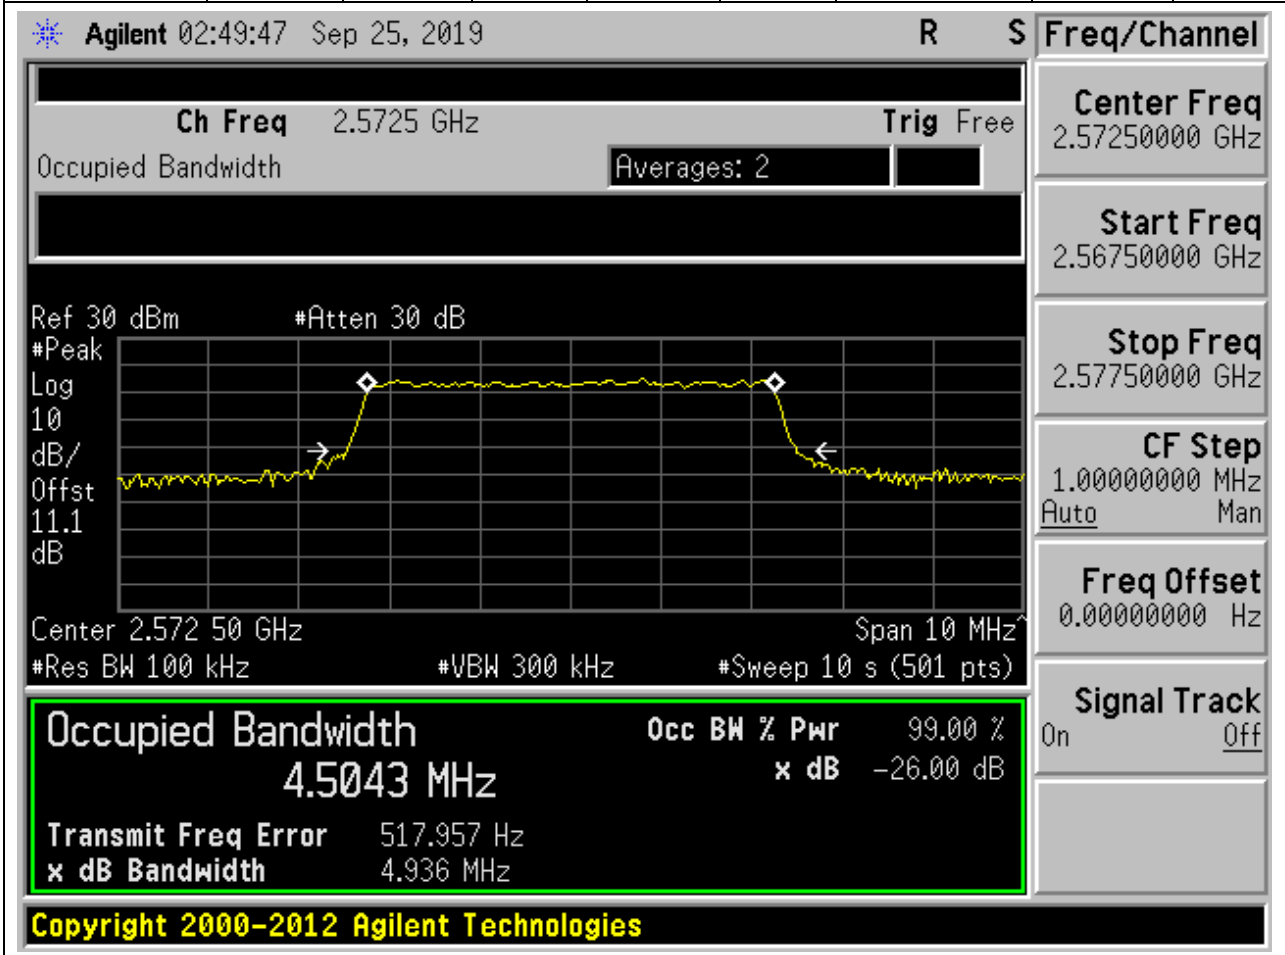 Agilent 02:49:47 Sep 25, 2019 R S
Ch Freq 2.5725 GHz Trig Free
Occupied Bandwidth Averages: 2
Ref 30 dBm #Atten 30 dB
#Peak
Log
10
dB/
Offst
11.1
dB
Center 2.572 50 GHz Span 10 MHz^
#Res BW 100 kHz #VBW 300 kHz #Sweep 10 s (501 pts)
Occupied Bandwidth Occ BW % Pwr 99.00 %
4.5043 MHz x dB -26.00 dB
Transmit Freq Error 517.957 Hz
x dB Bandwidth 4.936 MHz
Copyright 2000-2012 Agilent Technologies
Freq/Channel
Center Freq
2.57250000 GHz
Start Freq
2.56750000 GHz
Stop Freq
2.57750000 GHz
CF Step
1.00000000 MHz
Auto Man
Freq Offset
0.00000000 Hz
Signal Track
On Off